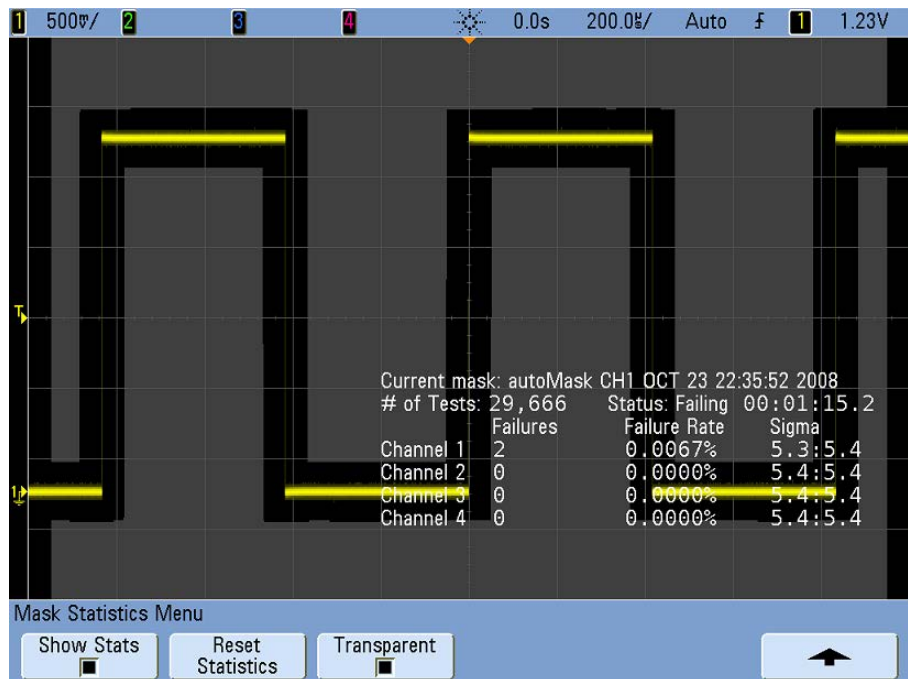 1 500mV/ 2 3 4 0.0s 200.0µs/ Auto 1 1.23V
T
Current mask: autoMask CH1 OCT 23 22:35:52 2008
# of Tests: 29,666 Status: Failing 00:01:15.2
Failures Failure Rate Sigma
Channel 1 2 0.0067% 5.3:5.4
Channel 2 0 0.0000% 5.4:5.4
Channel 3 0 0.0000% 5.4:5.4
1
Channel 4 0 0.0000% 5.4:5.4
Mask Statistics Menu
Show Stats Reset Statistics Transparent